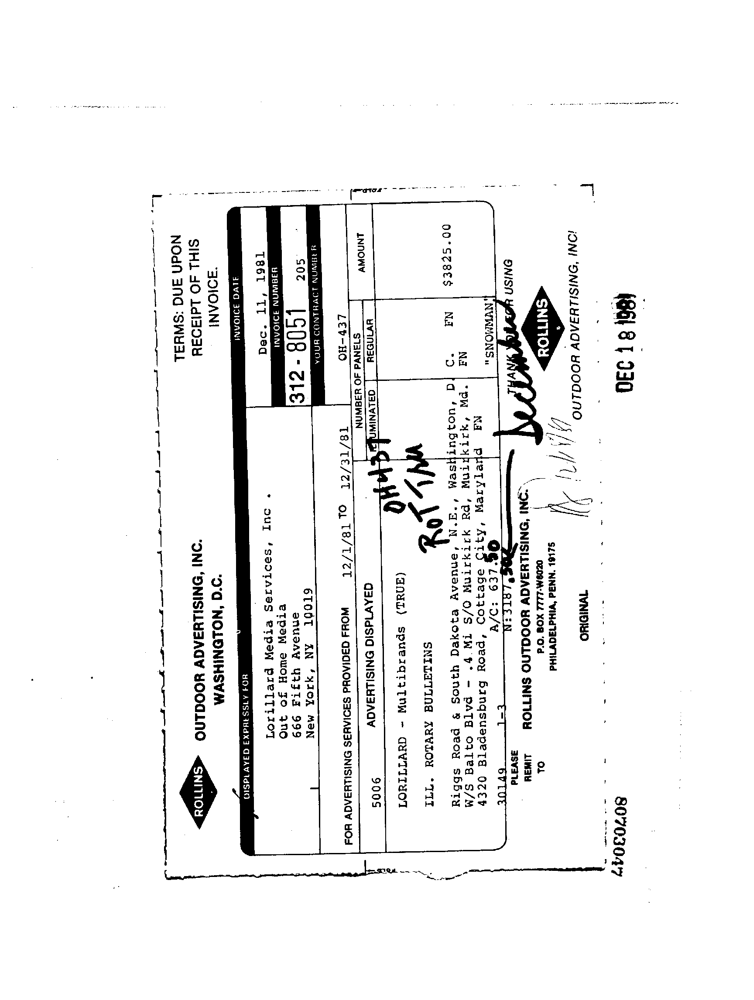 ROLLINS
OUTDOOR ADVERTISING, INC.
WASHINGTON, D.C.
TERMS: DUE UPON
RECEIPT OF THIS
INVOICE.
DISPLAYED EXPRESSLY FOR
INVOICE DATE
Lorillard Media Services, Inc.
Out of Home Media
666 Fifth Avenue
New York, NY 10019
Dec. 11, 1981
INVOICE NUMBER
312 - 8051 205
YOUR CONTRACT NUMBER
FOR ADVERTISING SERVICES PROVIDED FROM 12/1/81 TO 12/31/81 OH-437
ADVERTISING DISPLAYED
NUMBER OF PANELS
ILLUMINATED REGULAR
AMOUNT
5006
OH437
LORILLARD - Multibrands (TRUE)
ILL. ROTARY BULLETINS
Riggs Road & South Dakota Avenue, N.E., Washington, D. C. FN $3825.00
W/S Balto Blvd - .4 Mi S/O Muirkirk Rd, Muirkirk, Md. FN
4320 Bladensburg Road, Cottage City, Maryland FN
A/C: 637.50 "SNOWMAN"
30149 1-3 N:3187.50
December
PLEASE
REMIT
TO
ROLLINS OUTDOOR ADVERTISING, INC.
P.O. BOX 7777-W6020
PHILADELPHIA, PENN. 19175
THANK YOU FOR USING
ROLLINS
OUTDOOR ADVERTISING, INC!
ORIGINAL
DEC 18 1981
80703047